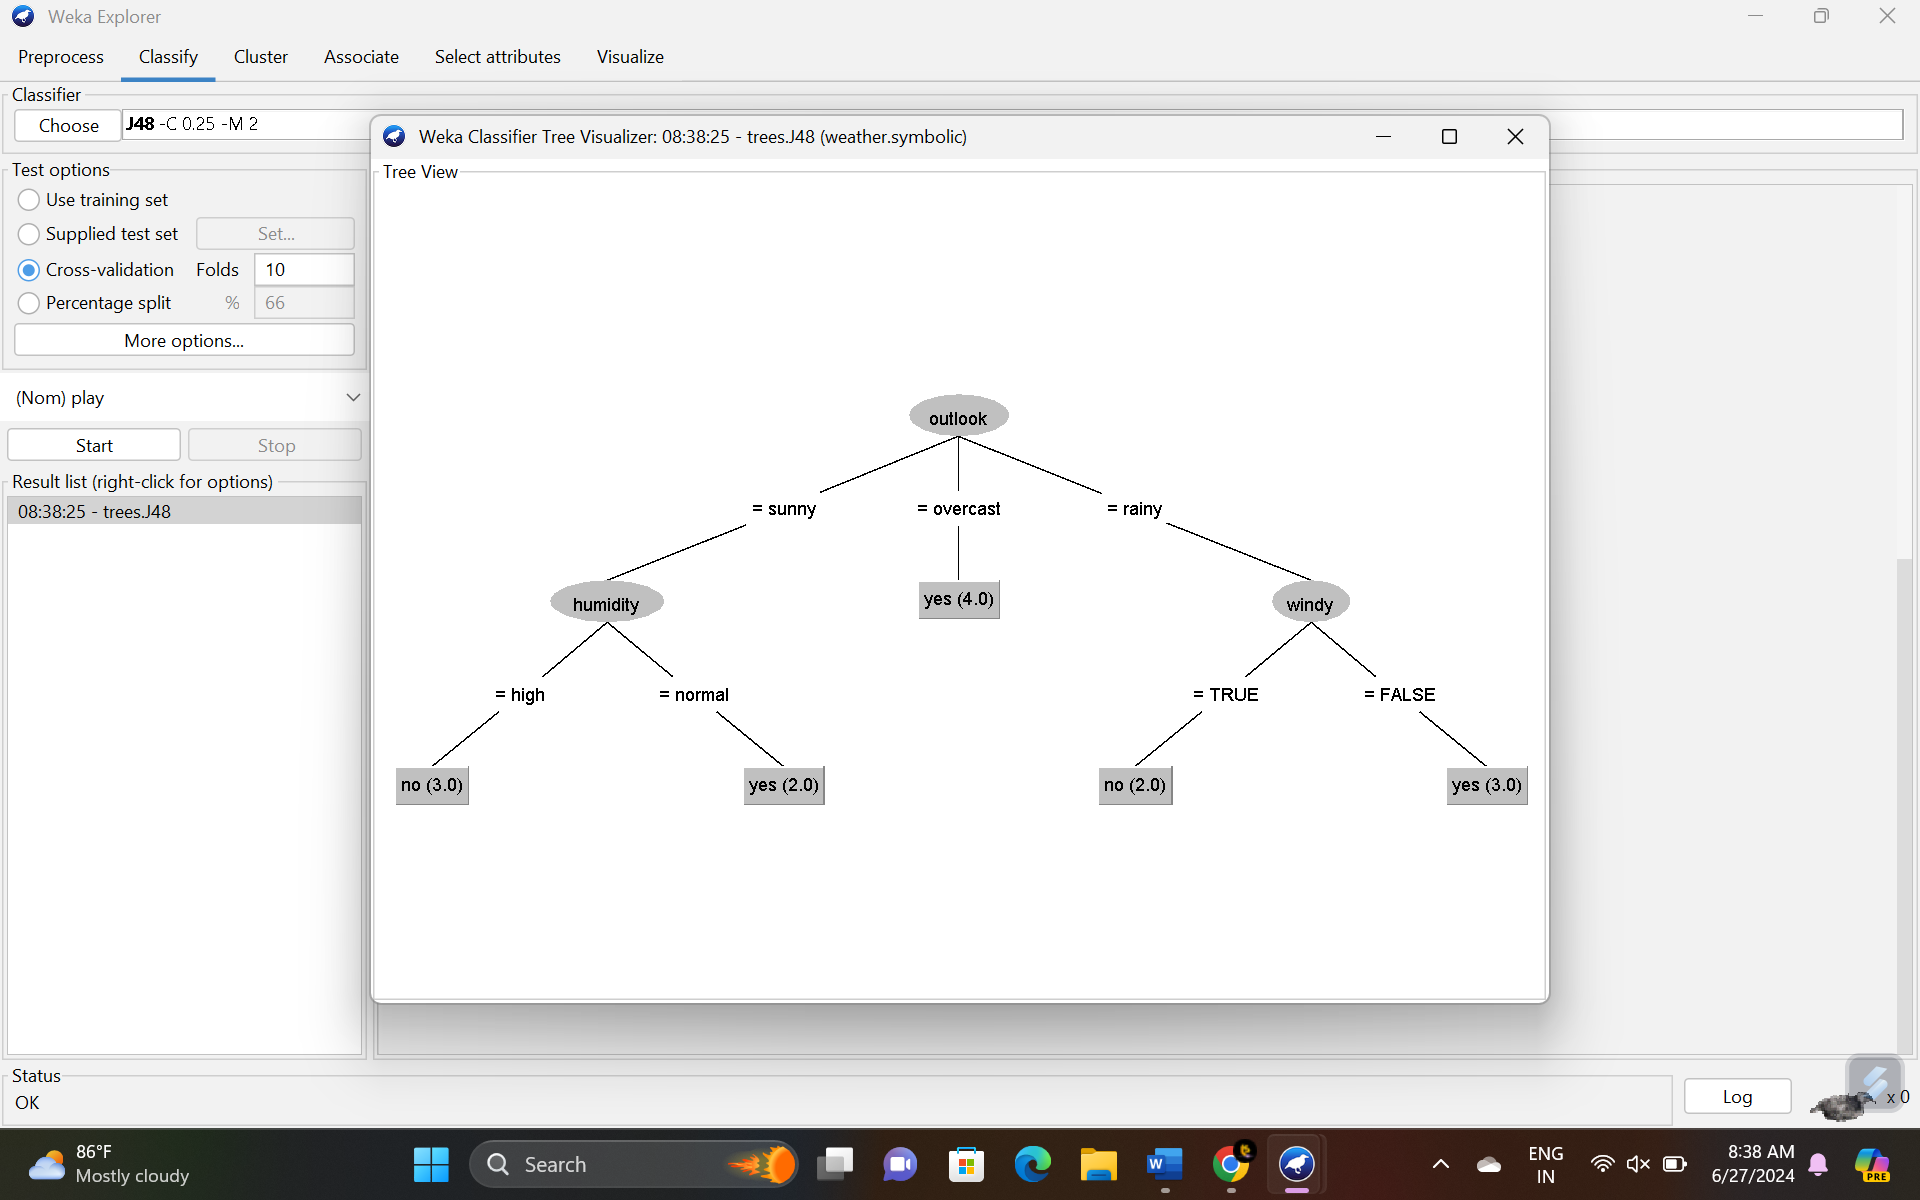 Weka Explorer
Preprocess Classify Cluster Associate Select attributes Visualize
Classifier
Choose J48 -C 0.25 -M 2
Test options
Use training set
Supplied test set Set...
Cross-validation Folds 10
Percentage split % 66
More options...
(Nom) play
Start Stop
Result list (right-click for options)
08:38:25 - trees.J48
Weka Classifier Tree Visualizer: 08:38:25 - trees.J48 (weather.symbolic)
Tree View
outlook
= sunny = overcast = rainy
humidity yes (4.0) windy
= high = normal = TRUE = FALSE
no (3.0) yes (2.0) no (2.0) yes (3.0)
Status
OK
Log x 0
86°F
Mostly cloudy
Search
W
ENG
IN
8:38 AM
6/27/2024
PRE